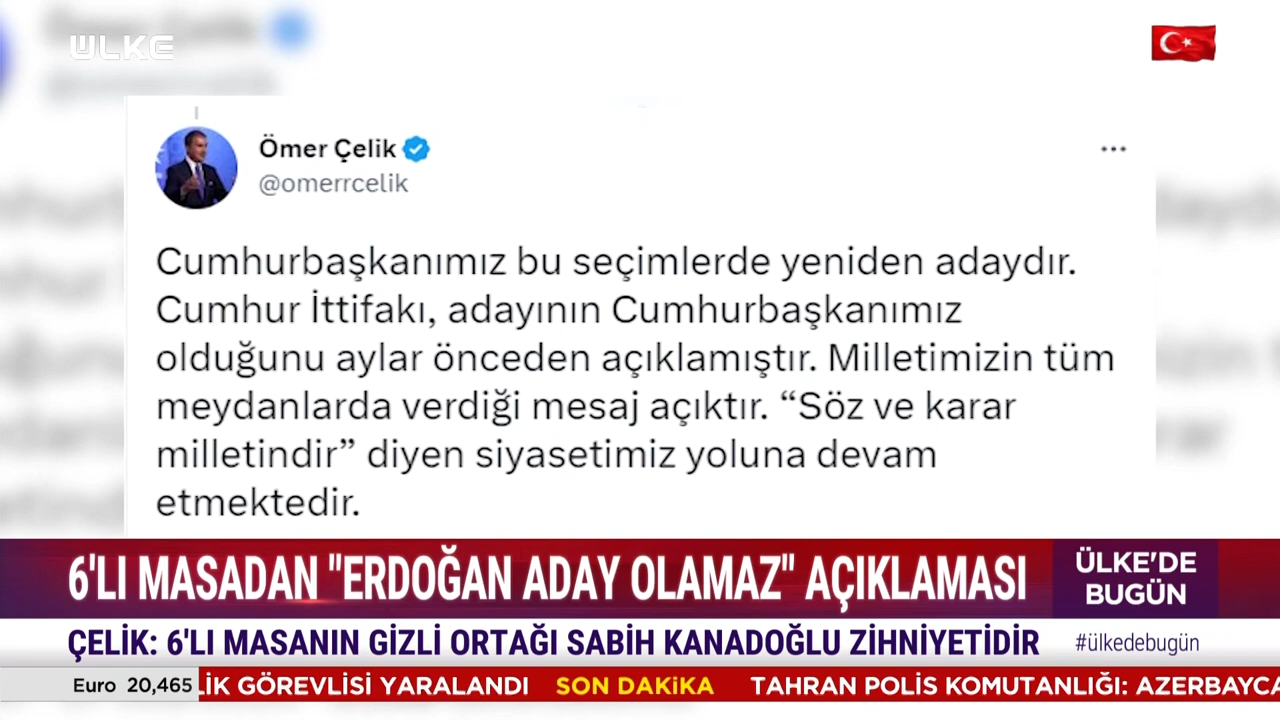 ÜLKE
Ömer Çelik
@omerrcelik
Cumhurbaşkanımız bu seçimlerde yeniden adaydır.
Cumhur İttifakı, adayının Cumhurbaşkanımız
olduğunu aylar önceden açıklamıştır. Milletimizin tüm
meydanlarda verdiği mesaj açıktır. “Söz ve karar
milletindir” diyen siyasetimiz yoluna devam
etmektedir.
6'LI MASADAN "ERDOĞAN ADAY OLAMAZ" AÇIKLAMASI
ÜLKE'DE
BUGÜN
ÇELİK: 6'LI MASANIN GİZLİ ORTAĞI SABİH KANADOĞLU ZİHNİYETİDİR
#ülkedebugün
Euro 20,465 LİK GÖREVLİSİ YARALANDI SON DAKİKA TAHRAN POLİS KOMUTANLIĞI: AZERBAYCA